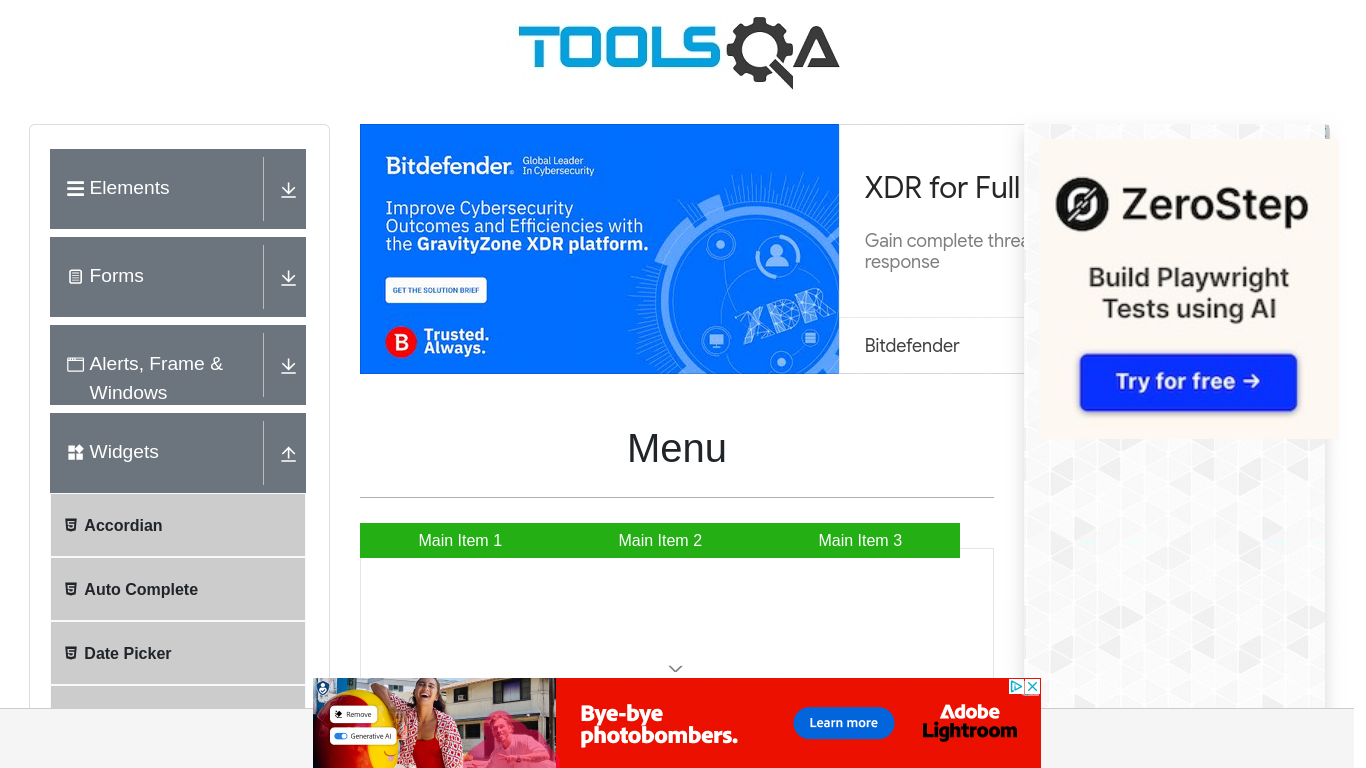 TOOLSQA
Elements
Forms
Alerts, Frame &
Windows
Widgets
Accordian
Auto Complete
Date Picker
Bitdefender
Global Leader
In Cybersecurity
Improve Cybersecurity
Outcomes and Efficiencies with
the GravityZone XDR platform.
GET THE SOLUTION BRIEF
B Trusted.
Always.
XDR
XDR for Full
Gain complete threa
response
Bitdefender
ZeroStep
Build Playwright
Tests using AI
Try for free →
Menu
Main Item 1 Main Item 2 Main Item 3
Remove
Generative AI
Bye-bye
photobombers.
Learn more
Adobe
Lightroom